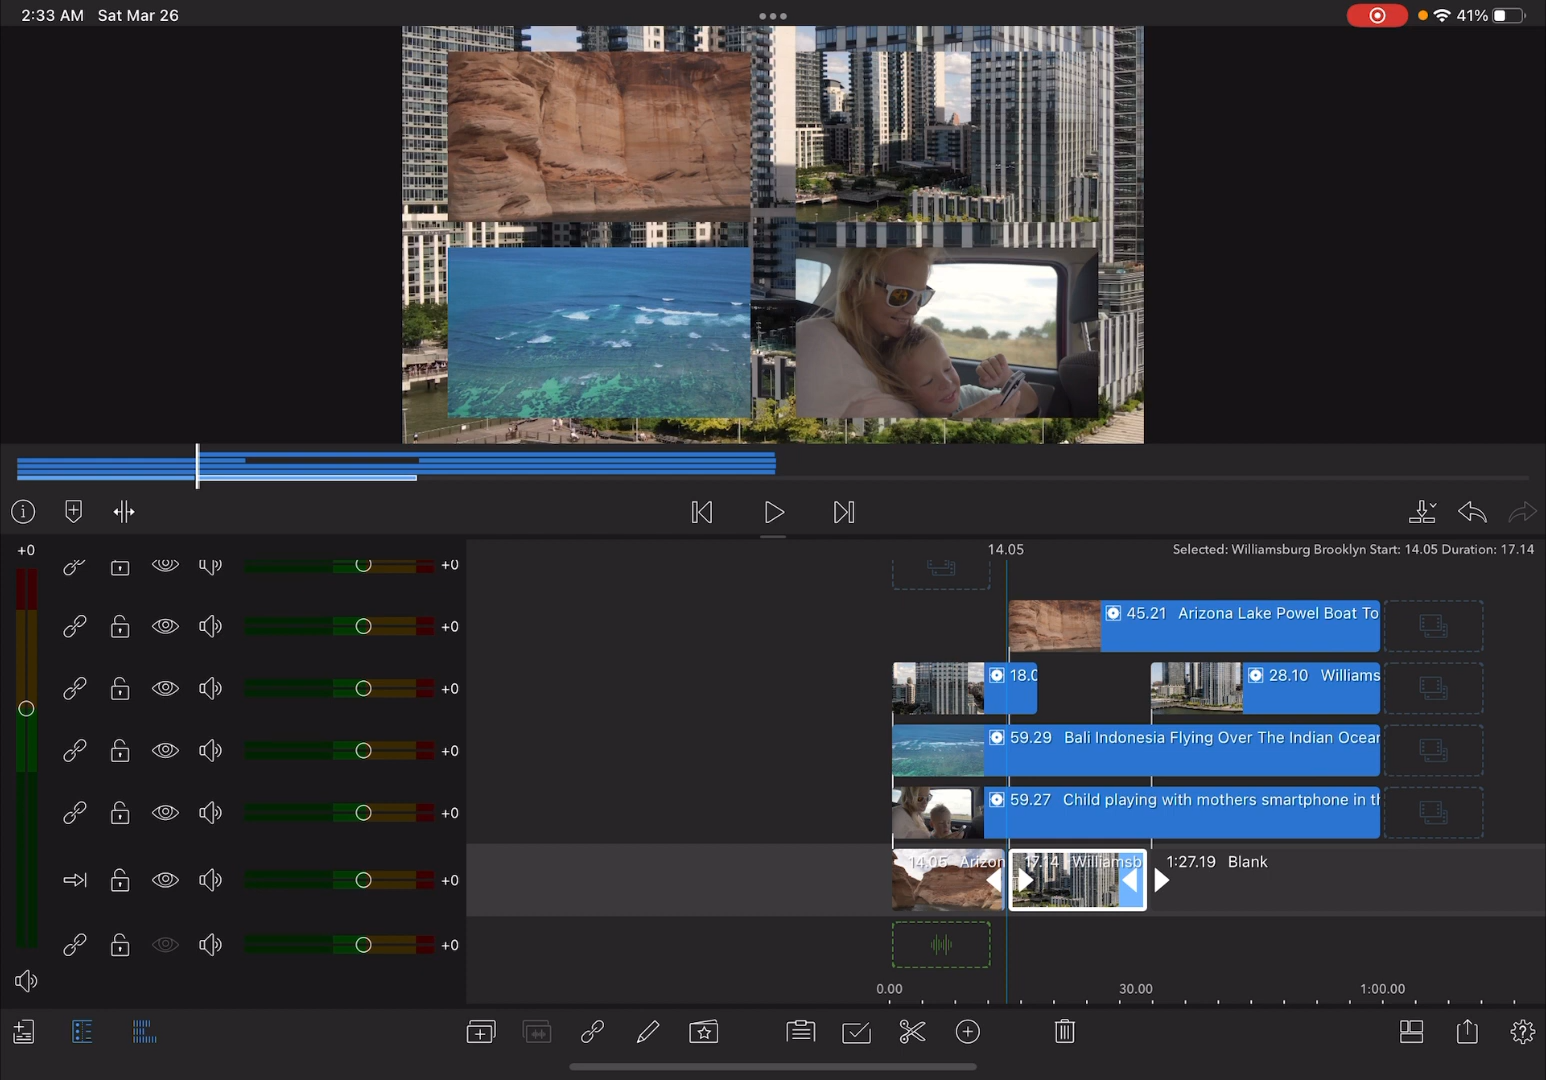 2:33 AM Sat Mar 26
41%
+0
14.05
Selected: Williamsburg Brooklyn Start: 14.05 Duration: 17.14
+0
+0
45.21 Arizona Lake Powel Boat To
+0
18.0
28.10 Williams
+0
59.29 Bali Indonesia Flying Over The Indian Ocean
+0
59.27 Child playing with mothers smartphone in th
+0
14.05 Arizon
17.14 Williamsb
1:27.19 Blank
+0
0.00
30.00
1:00.00